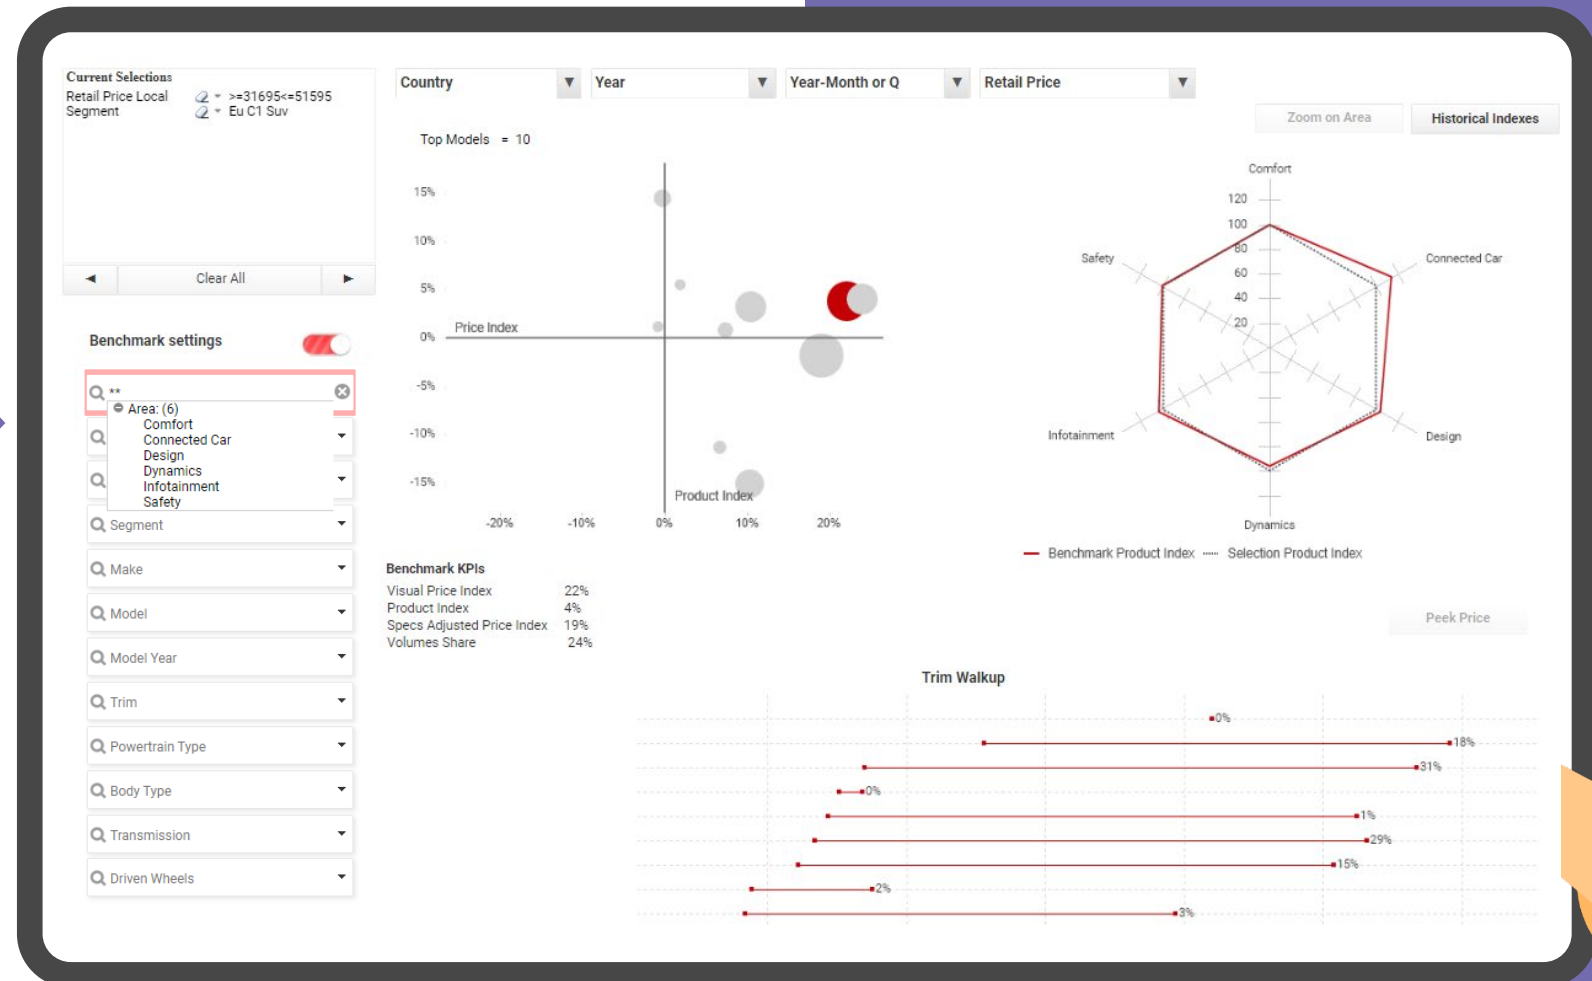 Current Selections
Retail Price Local >=31695<=51595
Segment Eu C1 Suv
Clear All
Benchmark settings
**
Area: (6)
Comfort
Connected Car
Design
Dynamics
Infotainment
Safety
Segment
Make
Model
Model Year
Trim
Powertrain Type
Body Type
Transmission
Driven Wheels
Country
Year
Year-Month or Q
Retail Price
Zoom on Area
Historical Indexes
Top Models = 10
15%
10%
5%
Price Index
0%
-5%
-10%
-15%
Product Index
-20% -10% 0% 10% 20%
Comfort
120
100
80
60
40
20
Safety
Connected Car
Infotainment
Design
Dynamics
Benchmark Product Index
Selection Product Index
Benchmark KPIs
Visual Price Index 22%
Product Index 4%
Specs Adjusted Price Index 19%
Volumes Share 24%
Peek Price
Trim Walkup
0%
18%
31%
0%
1%
29%
15%
2%
3%